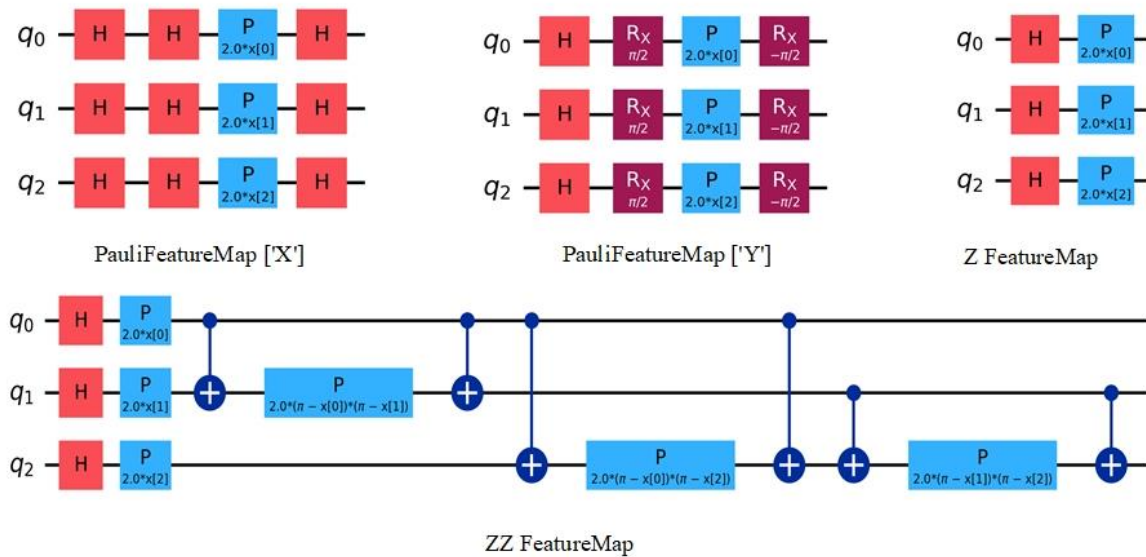 q0 H H P 2.0*x[0] H
q1 H H P 2.0*x[1] H
q2 H H P 2.0*x[2] H
PauliFeatureMap ['X']
q0 H RX π/2 P 2.0*x[0] RX −π/2
q1 H RX π/2 P 2.0*x[1] RX −π/2
q2 H RX π/2 P 2.0*x[2] RX −π/2
PauliFeatureMap ['Y']
q0 H P 2.0*x[0]
q1 H P 2.0*x[1]
q2 H P 2.0*x[2]
Z FeatureMap
q0 H P 2.0*x[0]
q1 H P 2.0*x[1] P 2.0*(π − x[0])*(π − x[1])
q2 H P 2.0*x[2] P 2.0*(π − x[0])*(π − x[2]) P 2.0*(π − x[1])*(π − x[2])
ZZ FeatureMap